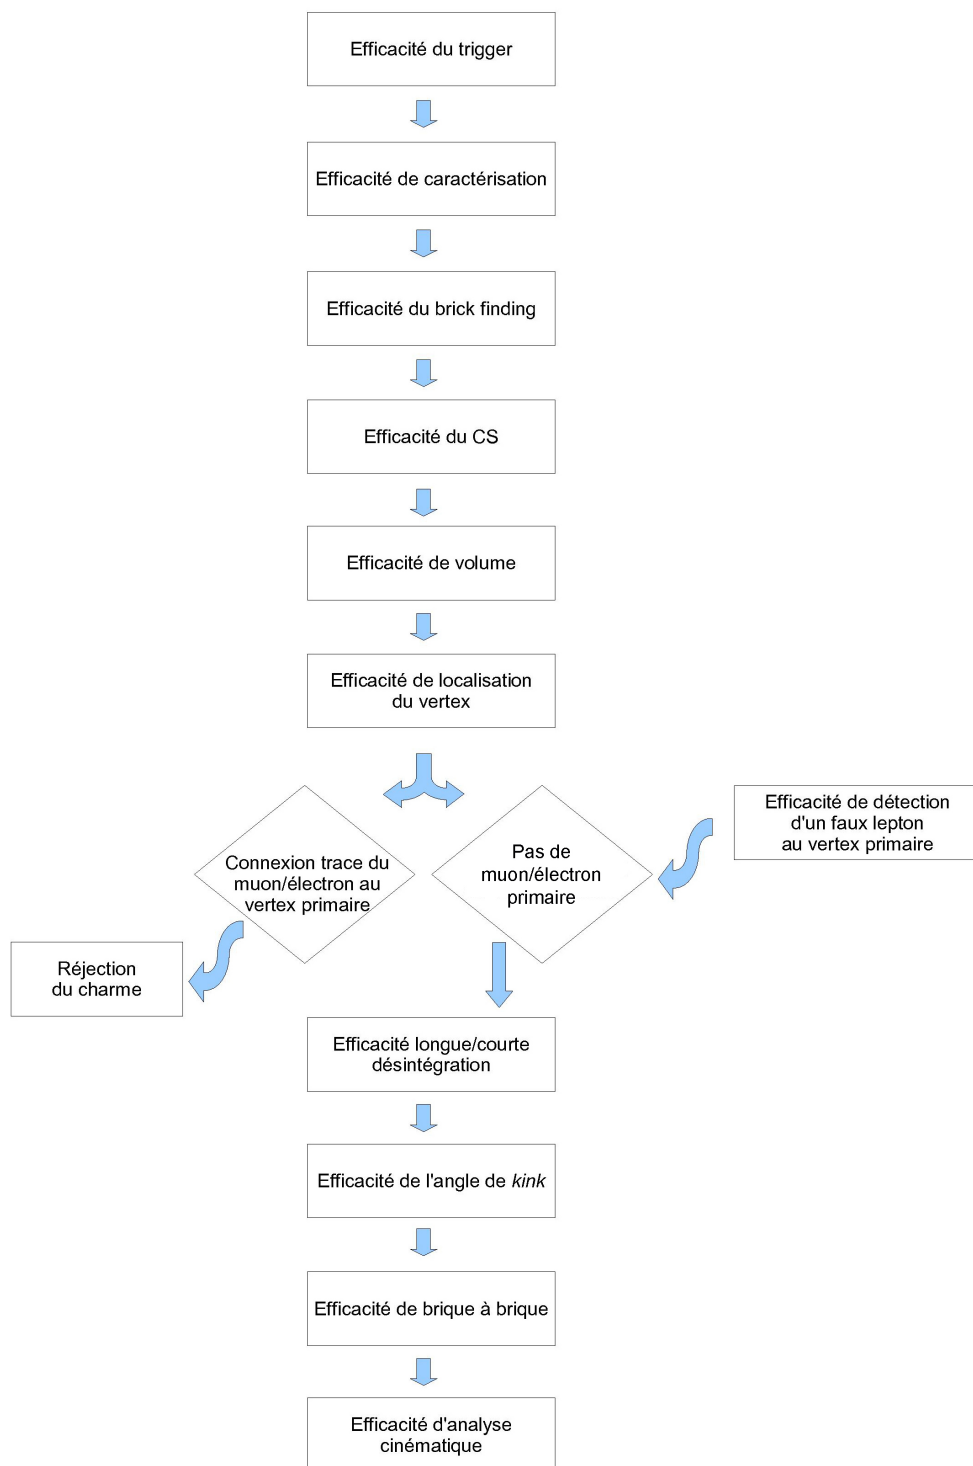 Efficacité du trigger
Efficacité de caractérisation
Efficacité du brick finding
Efficacité du CS
Efficacité de volume
Efficacité de localisation
du vertex
Connexion trace du
muon/électron au
vertex primaire
Pas de
muon/électron
primaire
Efficacité de détection
d'un faux lepton
au vertex primaire
Réjection
du charme
Efficacité longue/courte
désintégration
Efficacité de l'angle de kink
Efficacité de brique à brique
Efficacité d'analyse
cinématique